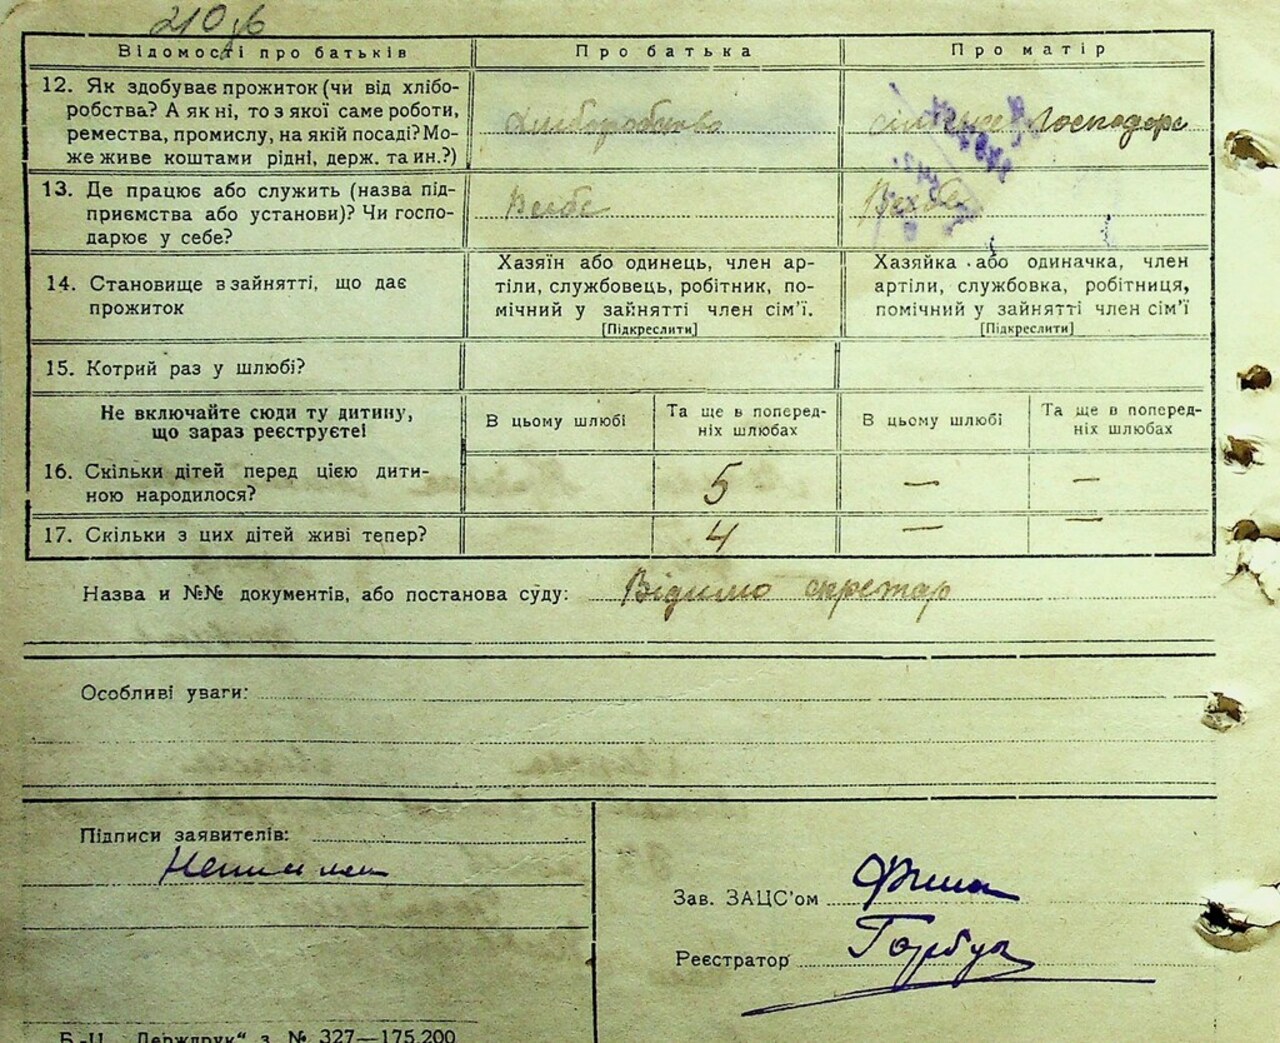 210 зв
Відомості про батьків
Про батька
Про матір
12. Як здобуває прожиток (чи від хлібо-
робства? А як ні, то з якої саме роботи,
ремества, промислу, на якій посаді? Мо-
же живе коштами рідні, держ. та ин.?)
Хліборобство
Господарс
13. Де працює або служить (назва під-
приємства або установи)? Чи госпо-
дарює у себе?
14. Становище в зайнятті, що дає
прожиток
Хазяїн або одинець, член ар-
тіли, службовець, робітник, по-
мічний у зайнятті член сім'ї.
[Підкреслити]
Хазяйка або одиначка, член
артіли, службовка, робітниця,
помічний у зайнятті член сім'ї
[Підкреслити]
15. Котрий раз у шлюбі?
Не включайте сюди ту дитину,
що зараз реєструєте!
В цьому шлюбі
Та ще в поперед-
ніх шлюбах
В цьому шлюбі
Та ще в поперед-
ніх шлюбах
16. Скільки дітей перед цією дити-
ною народилося?
5
—
—
17. Скільки з цих дітей живі тепер?
4
—
—
Назва и №№ документів, або постанова суду: Відимо
Особливі уваги:
Підписи заявителів:
Зав. ЗАЦС'ом
Реєстратор Горбуа
Б-Ц. „Держдрук" з. № 327—175.200